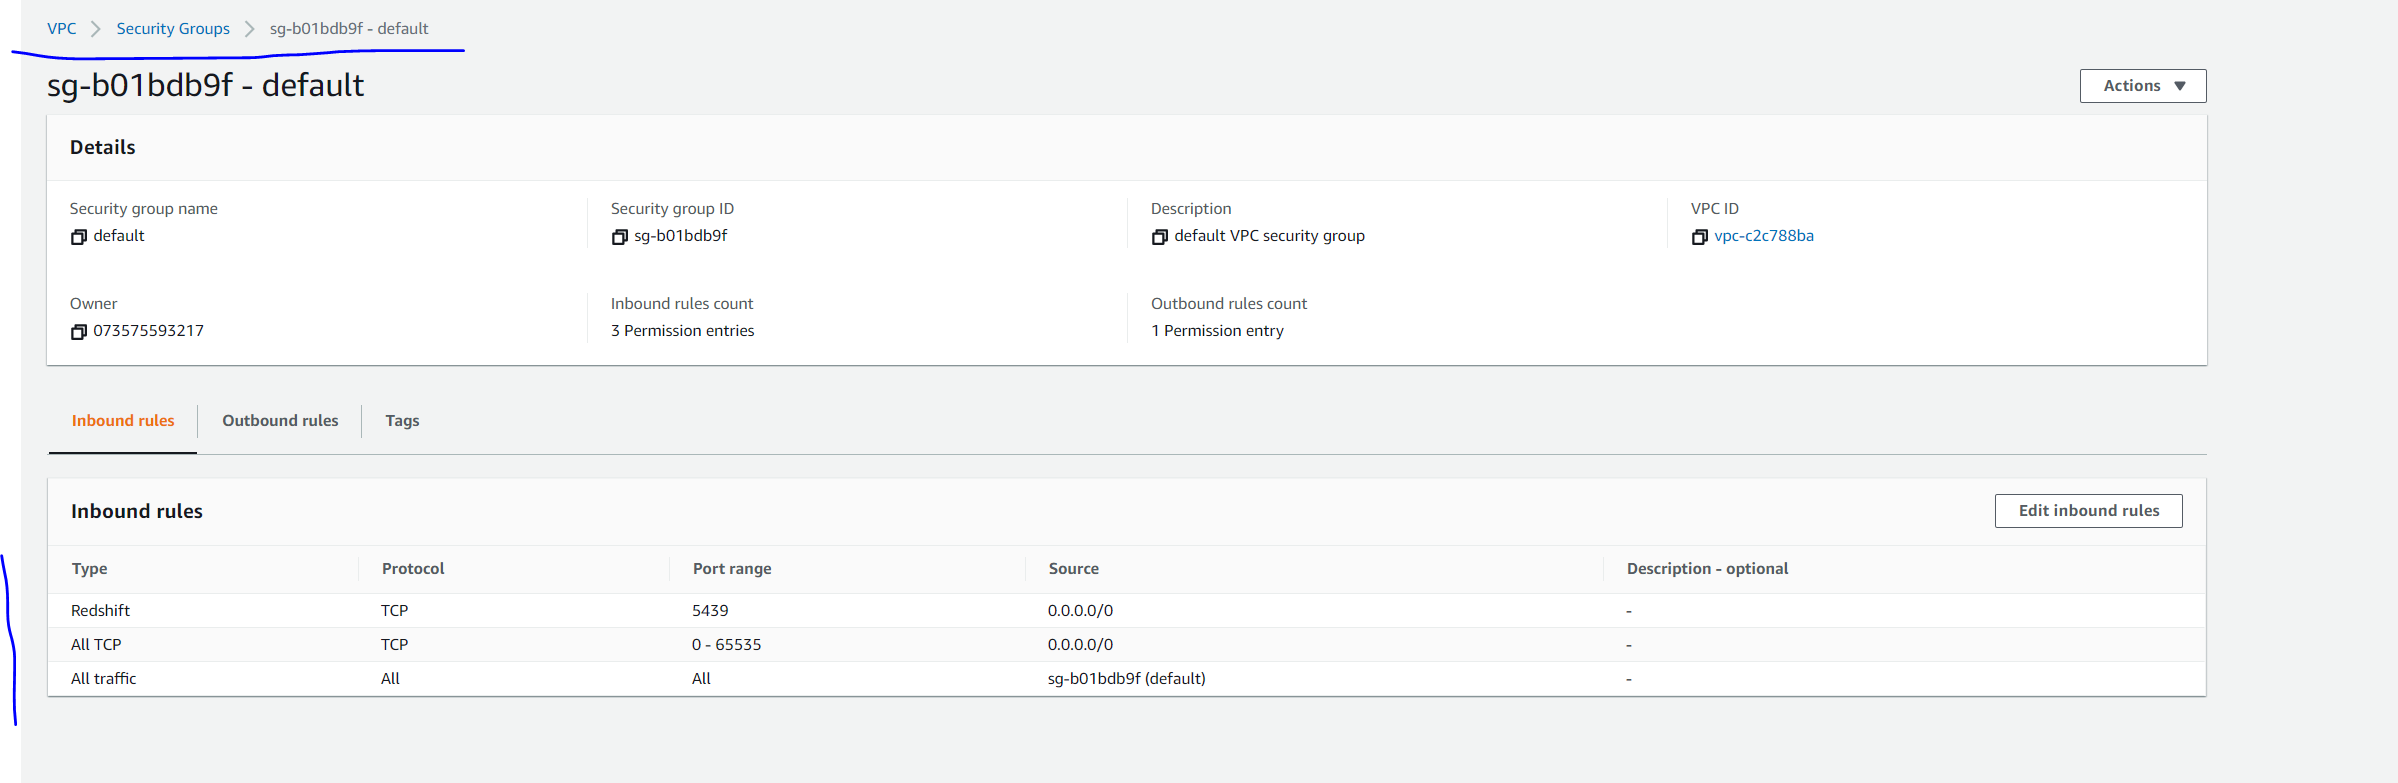 VPC > Security Groups > sg-b01bdb9f - default
sg-b01bdb9f - default
Actions
Details
Security group name Security group ID Description VPC ID
default sg-b01bdb9f default VPC security group vpc-c2c788ba
Owner Inbound rules count Outbound rules count
073575593217 3 Permission entries 1 Permission entry
Inbound rules Outbound rules Tags
Inbound rules Edit inbound rules
Type Protocol Port range Source Description - optional
Redshift TCP 5439 0.0.0.0/0 -
All TCP TCP 0 - 65535 0.0.0.0/0 -
All traffic All All sg-b01bdb9f (default) -